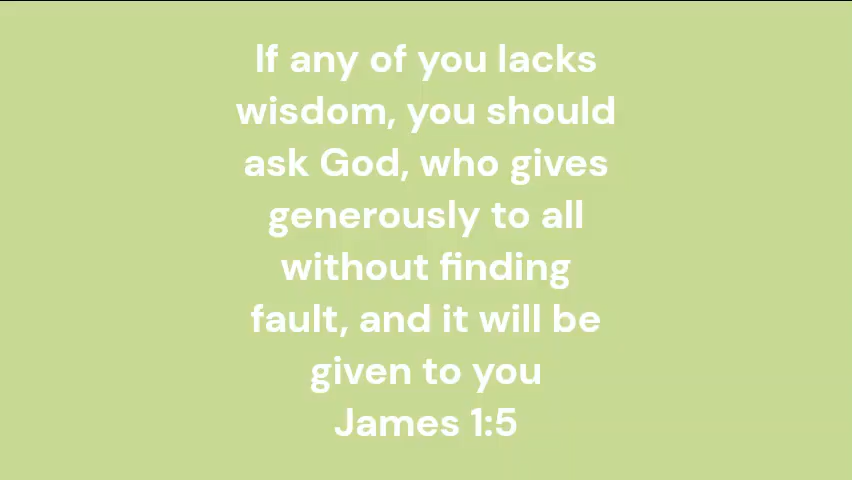 If any of you lacks
wisdom, you should
ask God, who gives
generously to all
without finding
fault, and it will be
given to you
James 1:5